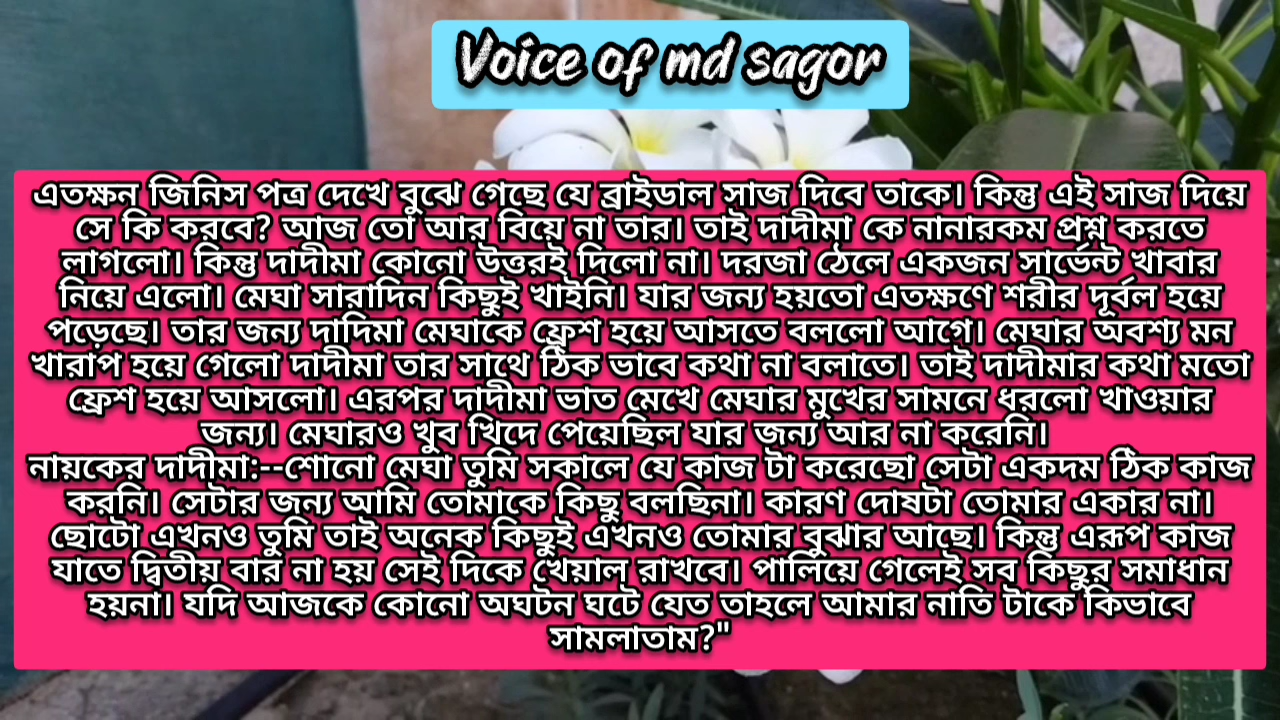 Voice of md sagor
এতক্ষন জিনিস পত্র দেখে বুঝে গেছে যে ব্রাইডাল সাজ দিবে তাকে। কিন্তু এই সাজ দিয়ে
সে কি করবে? আজ তো আর বিয়ে না তার। তাই দাদীমা কে নানারকম প্রশ্ন করতে
লাগলো। কিন্তু দাদীমা কোনো উত্তরই দিলো না। দরজা ঠেলে একজন সার্ভেন্ট খাবার
নিয়ে এলো। মেঘা সারাদিন কিছুই খাইনি। যার জন্য হয়তো এতক্ষণে শরীর দূর্বল হয়ে
পড়েছে। তার জন্য দাদিমা মেঘাকে ফ্রেশ হয়ে আসতে বললো আগে। মেঘার অবশ্য মন
খারাপ হয়ে গেলো দাদীমা তার সাথে ঠিক ভাবে কথা না বলাতে। তাই দাদীমার কথা মতো
ফ্রেশ হয়ে আসলো। এরপর দাদীমা ভাত মেখে মেঘার মুখের সামনে ধরলো খাওয়ার
জন্য। মেঘারও খুব খিদে পেয়েছিল যার জন্য আর না করেনি।
নায়কের দাদীমা:--শোনো মেঘা তুমি সকালে যে কাজ টা করেছো সেটা একদম ঠিক কাজ
করনি। সেটার জন্য আমি তোমাকে কিছু বলছিনা। কারণ দোষটা তোমার একার না।
ছোটো এখনও তুমি তাই অনেক কিছুই এখনও তোমার বুঝার আছে। কিন্তু এরূপ কাজ
যাতে দ্বিতীয় বার না হয় সেই দিকে খেয়াল রাখবে। পালিয়ে গেলেই সব কিছুর সমাধান
হয়না। যদি আজকে কোনো অঘটন ঘটে যেত তাহলে আমার নাতি টাকে কিভাবে
সামলাতাম?"